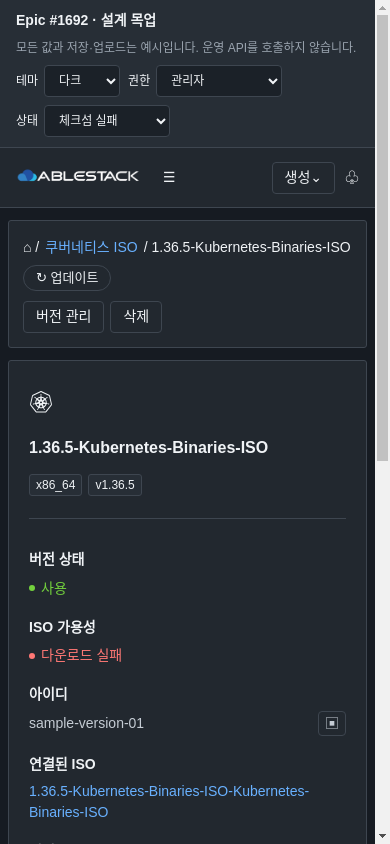 Epic #1692 · 설계 목업
모든 값과 저장·업로드는 예시입니다. 운영 API를 호출하지 않습니다.
테마 다크 권한 관리자
상태 체크섬 실패
ABLESTACK ☰ 생성
⌂ / 쿠버네티스 ISO / 1.36.5-Kubernetes-Binaries-ISO
↻ 업데이트
버전 관리 삭제
1.36.5-Kubernetes-Binaries-ISO
x86_64 v1.36.5
버전 상태
사용
ISO 가용성
다운로드 실패
아이디
sample-version-01
연결된 ISO
1.36.5-Kubernetes-Binaries-ISO-Kubernetes-
Binaries-ISO